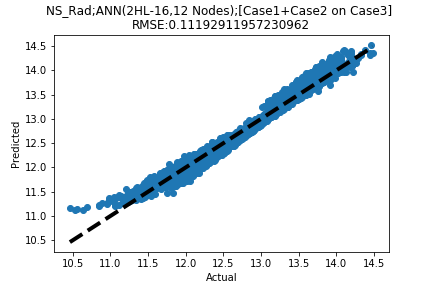 NS_Rad;ANN(2HL-16,12 Nodes);[Case1+Case2 on Case3]
RMSE:0.11192911957230962
14.5
14.0
13.5
13.0
12.5
12.0
11.5
11.0
10.5
Predicted
10.5 11.0 11.5 12.0 12.5 13.0 13.5 14.0 14.5
Actual